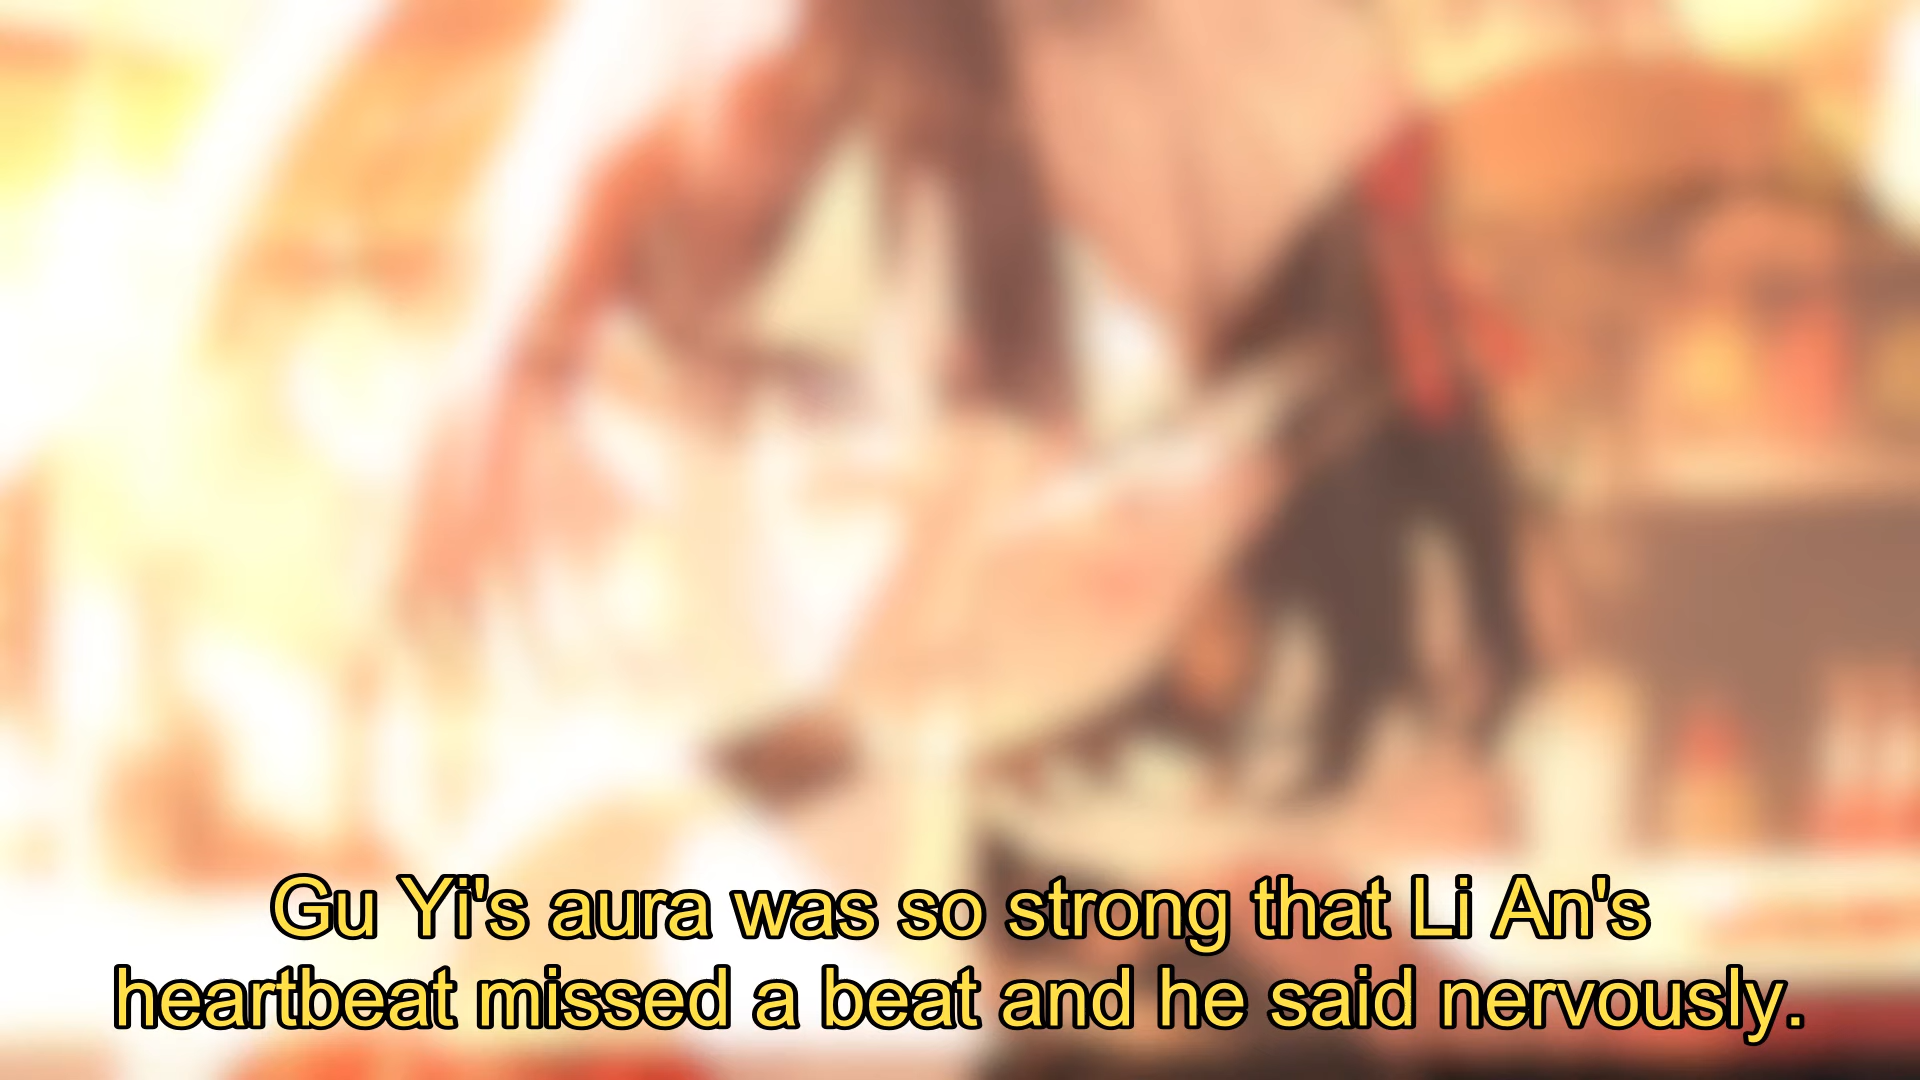 Gu Yi's aura was so strong that Li An's
heartbeat missed a beat and he said nervously.